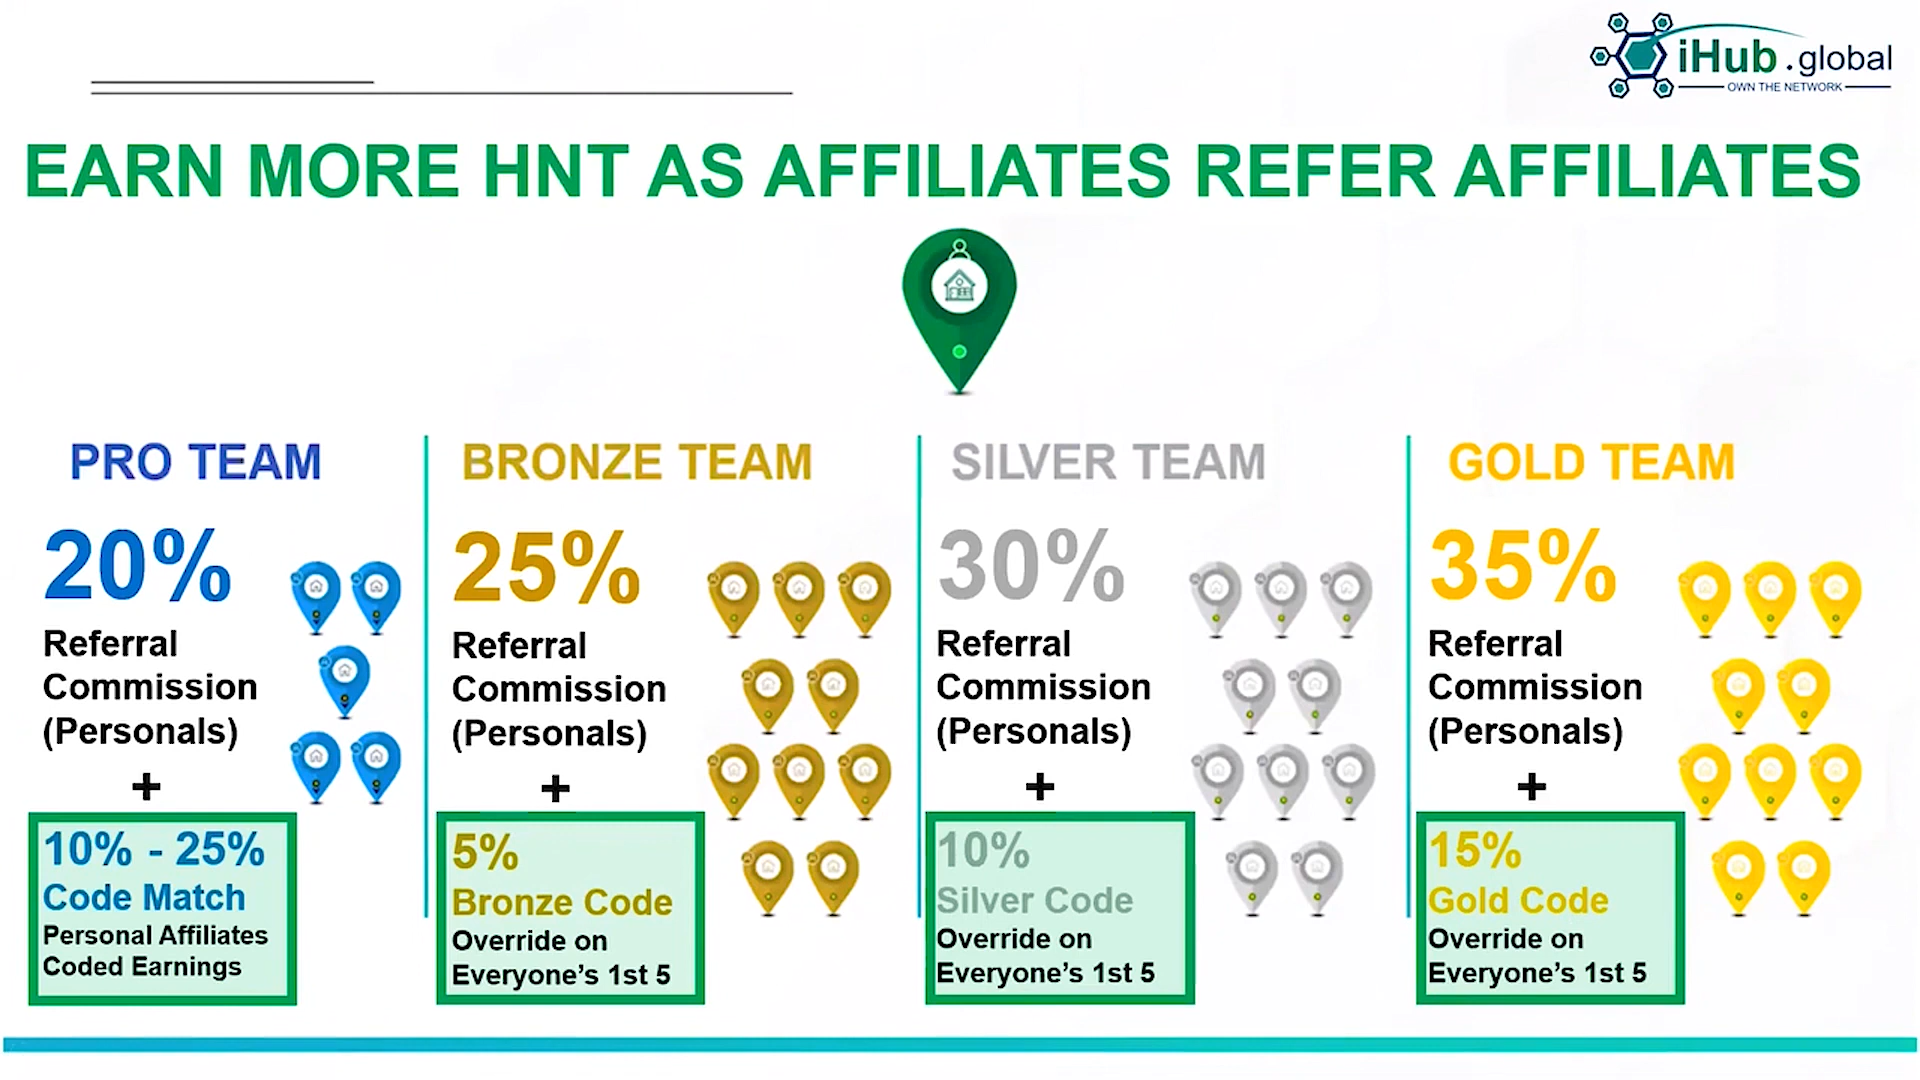 iHub.global
OWN THE NETWORK
EARN MORE HNT AS AFFILIATES REFER AFFILIATES
PRO TEAM
20%
Referral
Commission
(Personals)
+
10% - 25%
Code Match
Personal Affiliates
Coded Earnings
BRONZE TEAM
25%
Referral
Commission
(Personals)
+
5%
Bronze Code
Override on
Everyone’s 1st 5
SILVER TEAM
30%
Referral
Commission
(Personals)
+
10%
Silver Code
Override on
Everyone’s 1st 5
GOLD TEAM
35%
Referral
Commission
(Personals)
+
15%
Gold Code
Override on
Everyone’s 1st 5